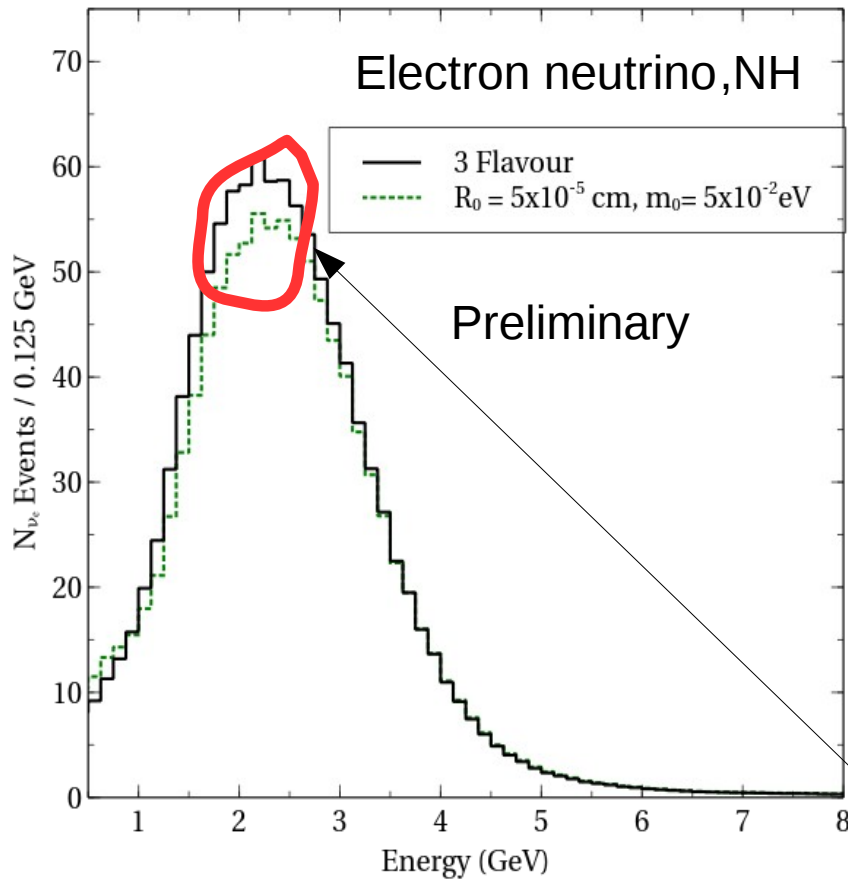 Electron neutrino,NH
3 Flavour
R₀ = 5x10⁻⁵ cm, m₀= 5x10⁻²eV
Preliminary
N_νₑ Events / 0.125 GeV
70
60
50
40
30
20
10
0
1 2 3 4 5 6 7 8
Energy (GeV)